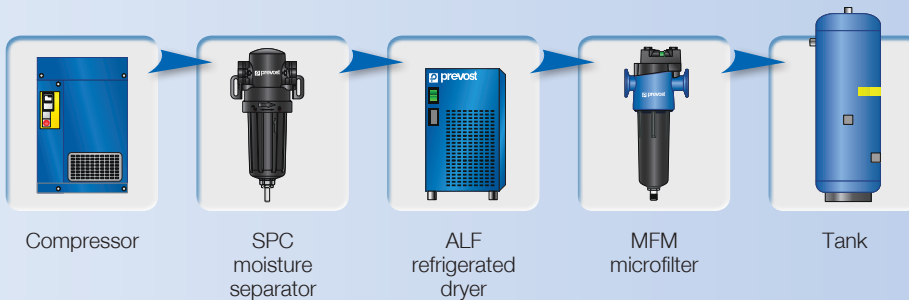 prevost
prevost
prevost
Compressor
SPC
moisture
separator
ALF
refrigerated
dryer
MFM
microfilter
Tank